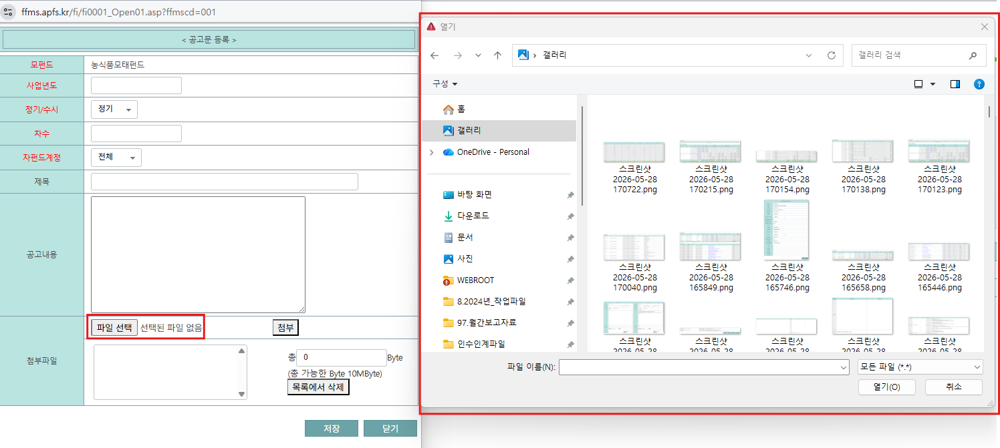 ffms.apfs.kr/fi/fi0001_Open01.asp?ffmscd=001
< 공고문 등록 >
모펀드
농식품모태펀드
사업년도
정기/수시
정기
차수
자펀드계정
전체
제목
공고내용
첨부파일
파일 선택 선택된 파일 없음
첨부
총 0 Byte
(총 가능한 Byte 10MByte)
목록에서 삭제
저장
닫기
열기
갤러리
갤러리 검색
구성
홈
갤러리
OneDrive - Personal
바탕 화면
다운로드
문서
사진
WEBROOT
8.2024년_작업파일
97.월간보고자료
인수인계파일
스크린샷
2026-05-28
170722.png
스크린샷
2026-05-28
170215.png
스크린샷
2026-05-28
170154.png
스크린샷
2026-05-28
170138.png
스크린샷
2026-05-28
170123.png
스크린샷
2026-05-28
170040.png
스크린샷
2026-05-28
165849.png
스크린샷
2026-05-28
165746.png
스크린샷
2026-05-28
165658.png
스크린샷
2026-05-28
165446.png
스크린샷
2026-05-28
스크린샷
2026-05-28
스크린샷
2026-05-28
스크린샷
2026-05-28
스크린샷
2026-05-28
파일 이름(N):
모든 파일 (*.*)
열기(O)
취소